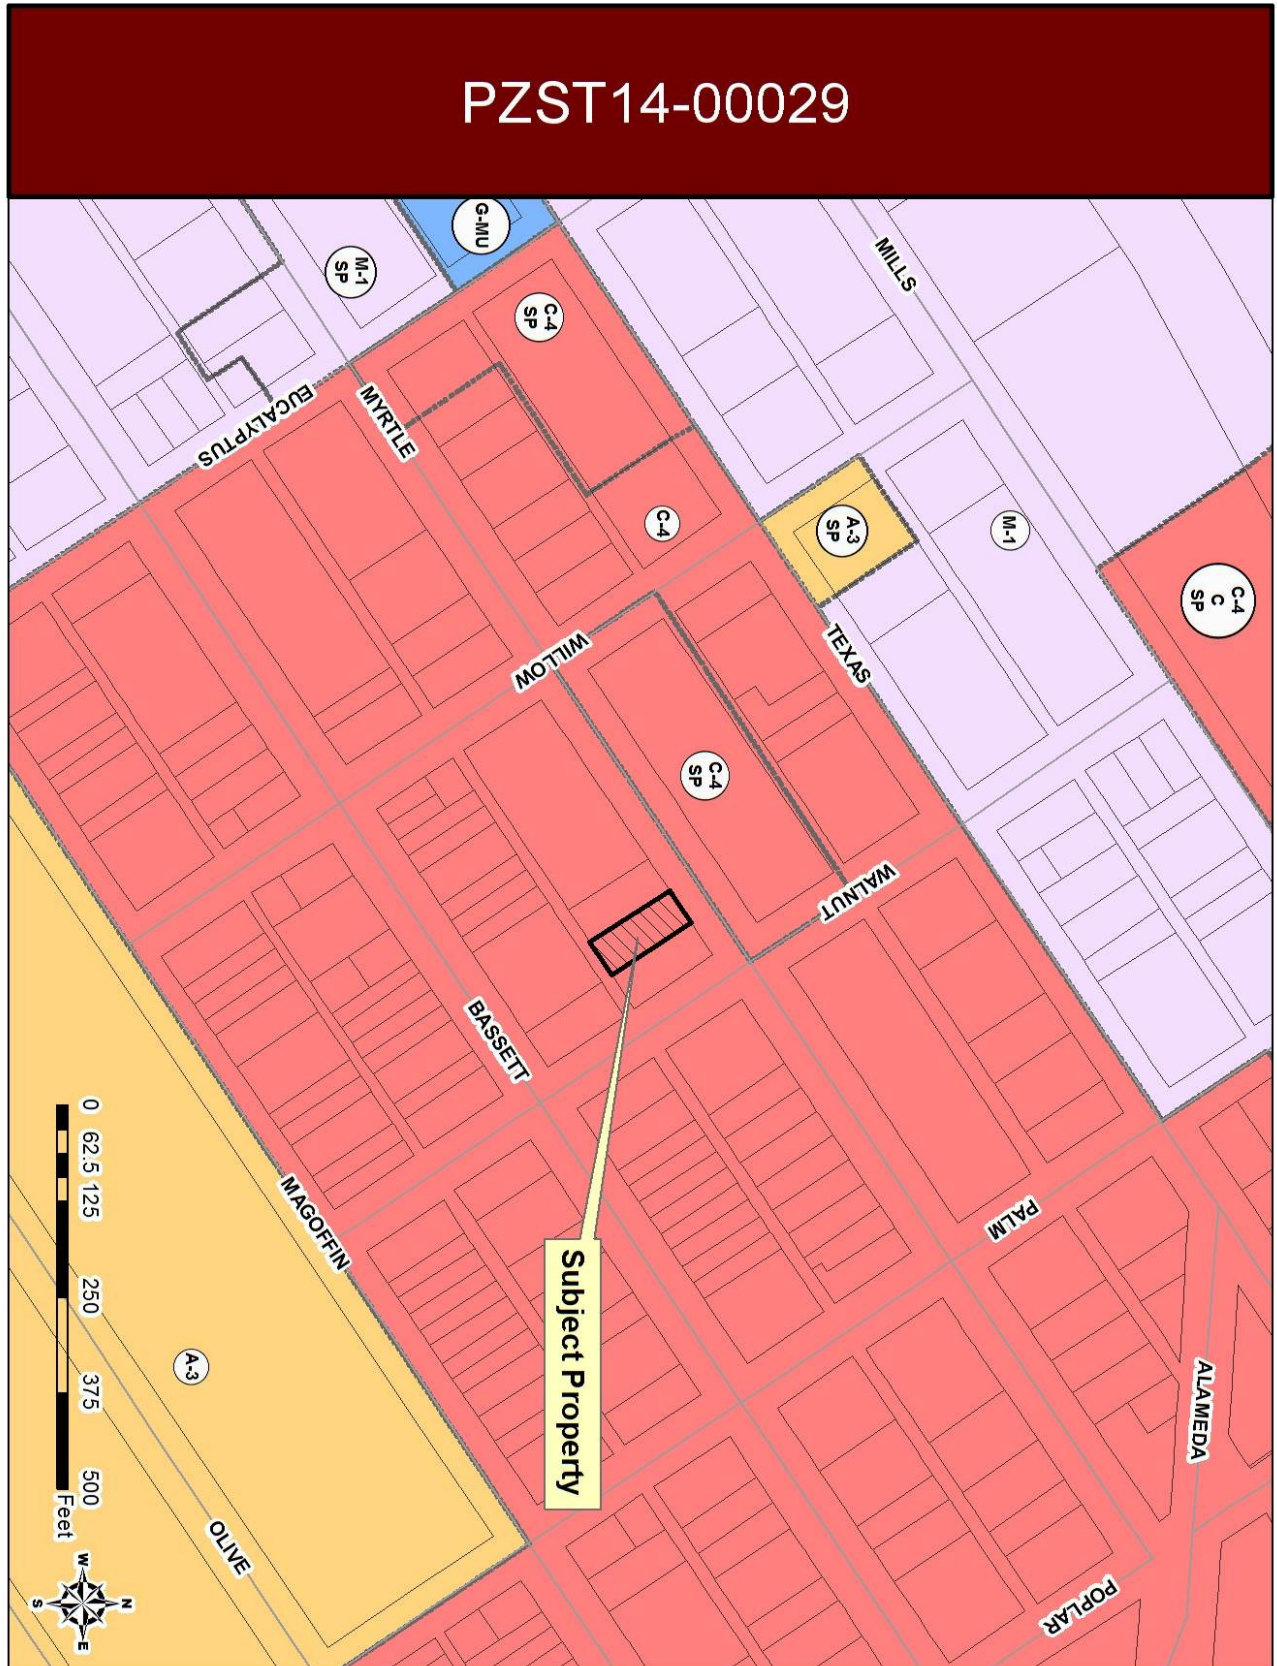 PZST14-00029
G-MU
M-1
SP
MILLS
C-4
SP
MYRTLE
EUCALYPTUS
C-4
A-3
SP
M-1
C-4
C
SP
WILLOW
TEXAS
C-4
SP
WALNUT
BASSETT
MAGOFFIN
PALM
Subject Property
ALAMEDA
A-3
OLIVE
POPLAR
0 62.5 125 250 375 500
Feet
N
W
E
S